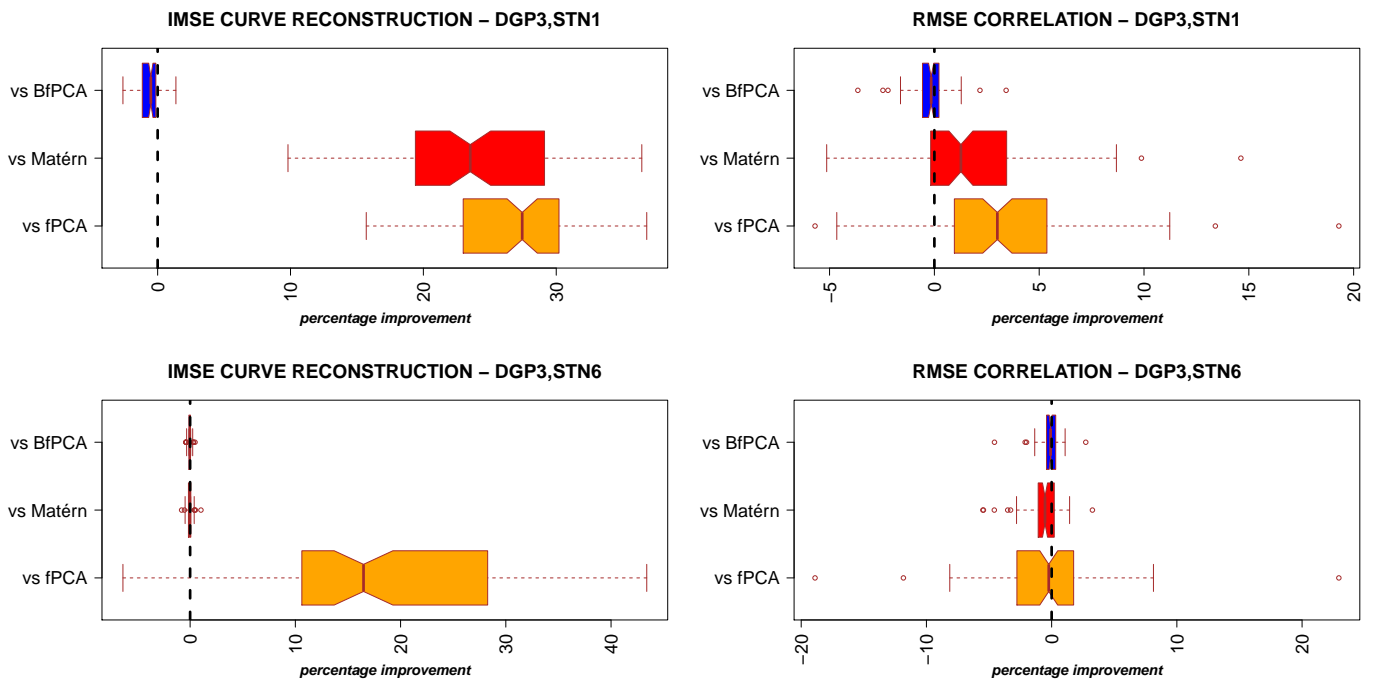 IMSE CURVE RECONSTRUCTION – DGP3,STN1
vs BfPCA
vs Matérn
vs fPCA
0
10
20
30
percentage improvement
RMSE CORRELATION – DGP3,STN1
vs BfPCA
vs Matérn
vs fPCA
−5
0
5
10
15
20
percentage improvement
IMSE CURVE RECONSTRUCTION – DGP3,STN6
vs BfPCA
vs Matérn
vs fPCA
0
10
20
30
40
percentage improvement
RMSE CORRELATION – DGP3,STN6
vs BfPCA
vs Matérn
vs fPCA
−20
−10
0
10
20
percentage improvement